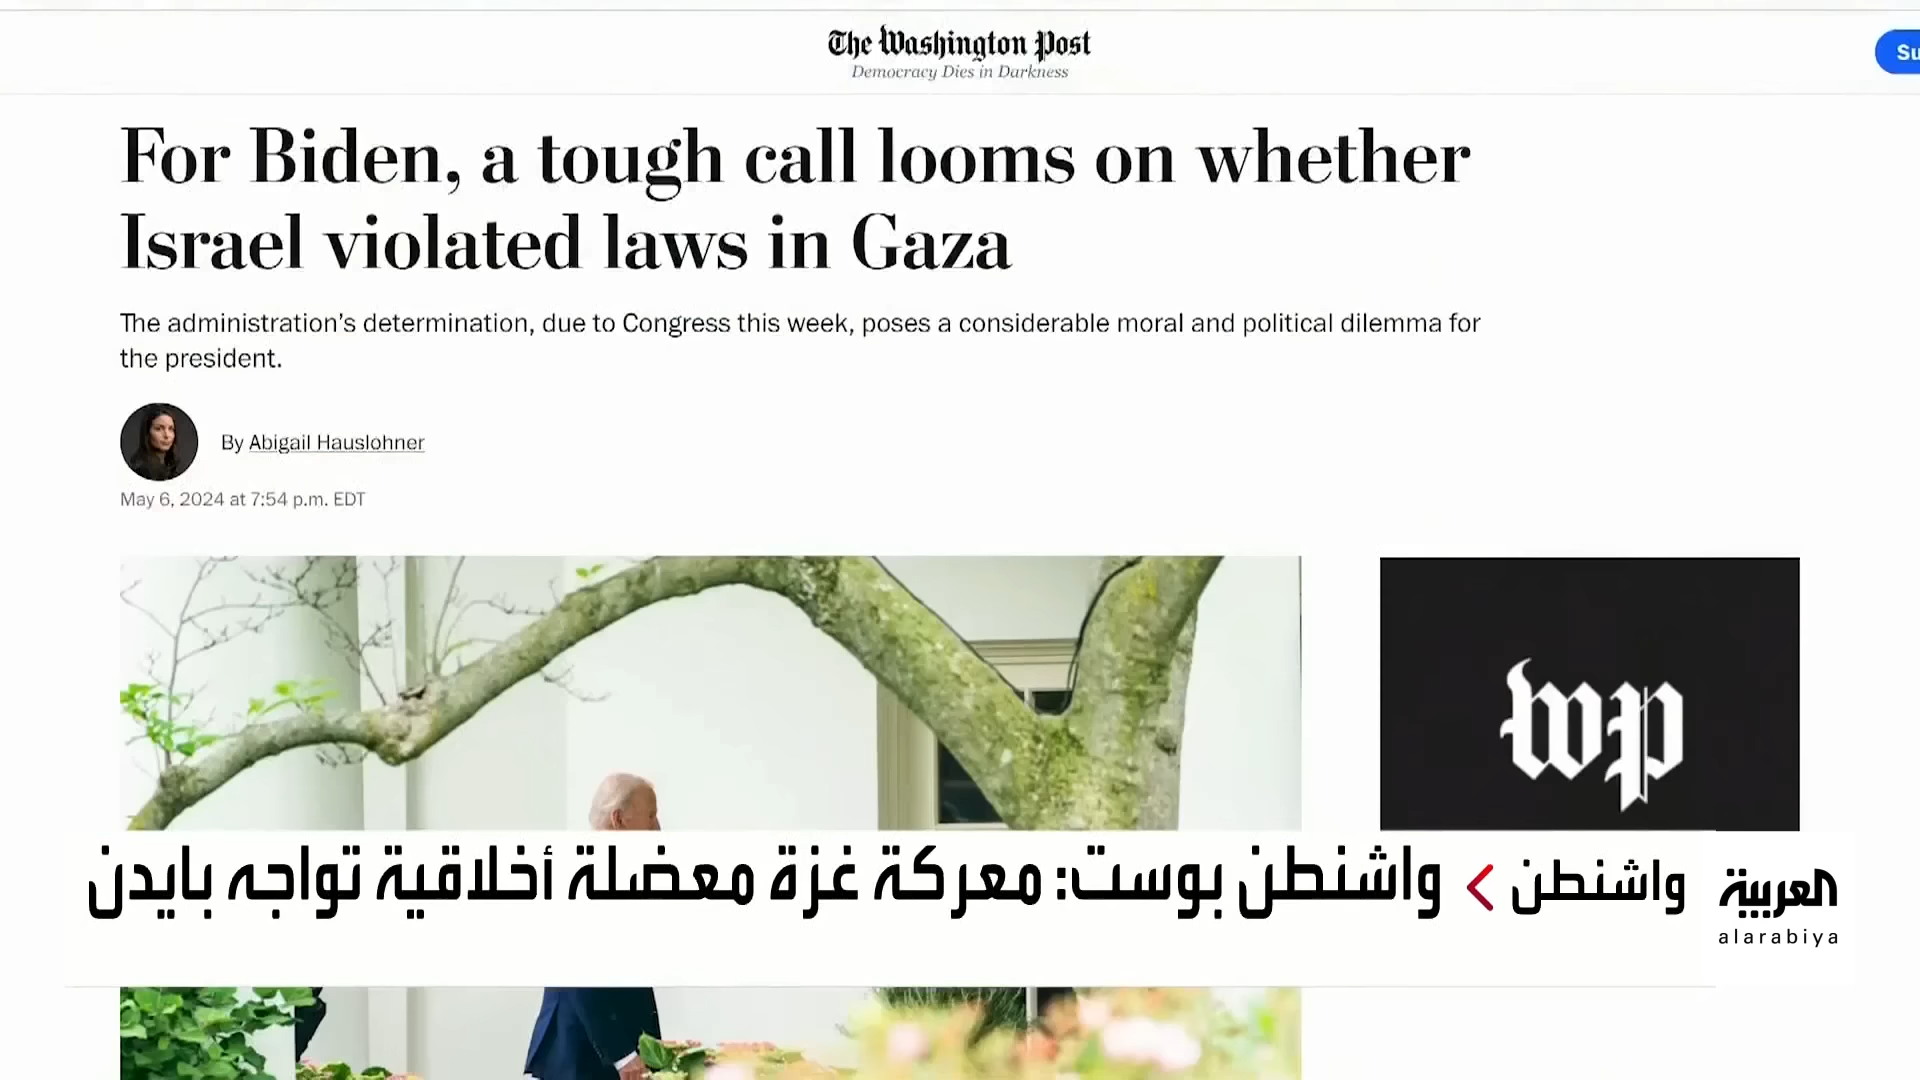 The Washington Post
Democracy Dies in Darkness
Su
For Biden, a tough call looms on whether
Israel violated laws in Gaza
The administration's determination, due to Congress this week, poses a considerable moral and political dilemma for
the president.
By Abigail Hauslohner
May 6, 2024 at 7:54 p.m. EDT
wp
العربية
alarabiya
واشنطن > واشنطن بوست: معركة غزة معضلة أخلاقية تواجه بايدن